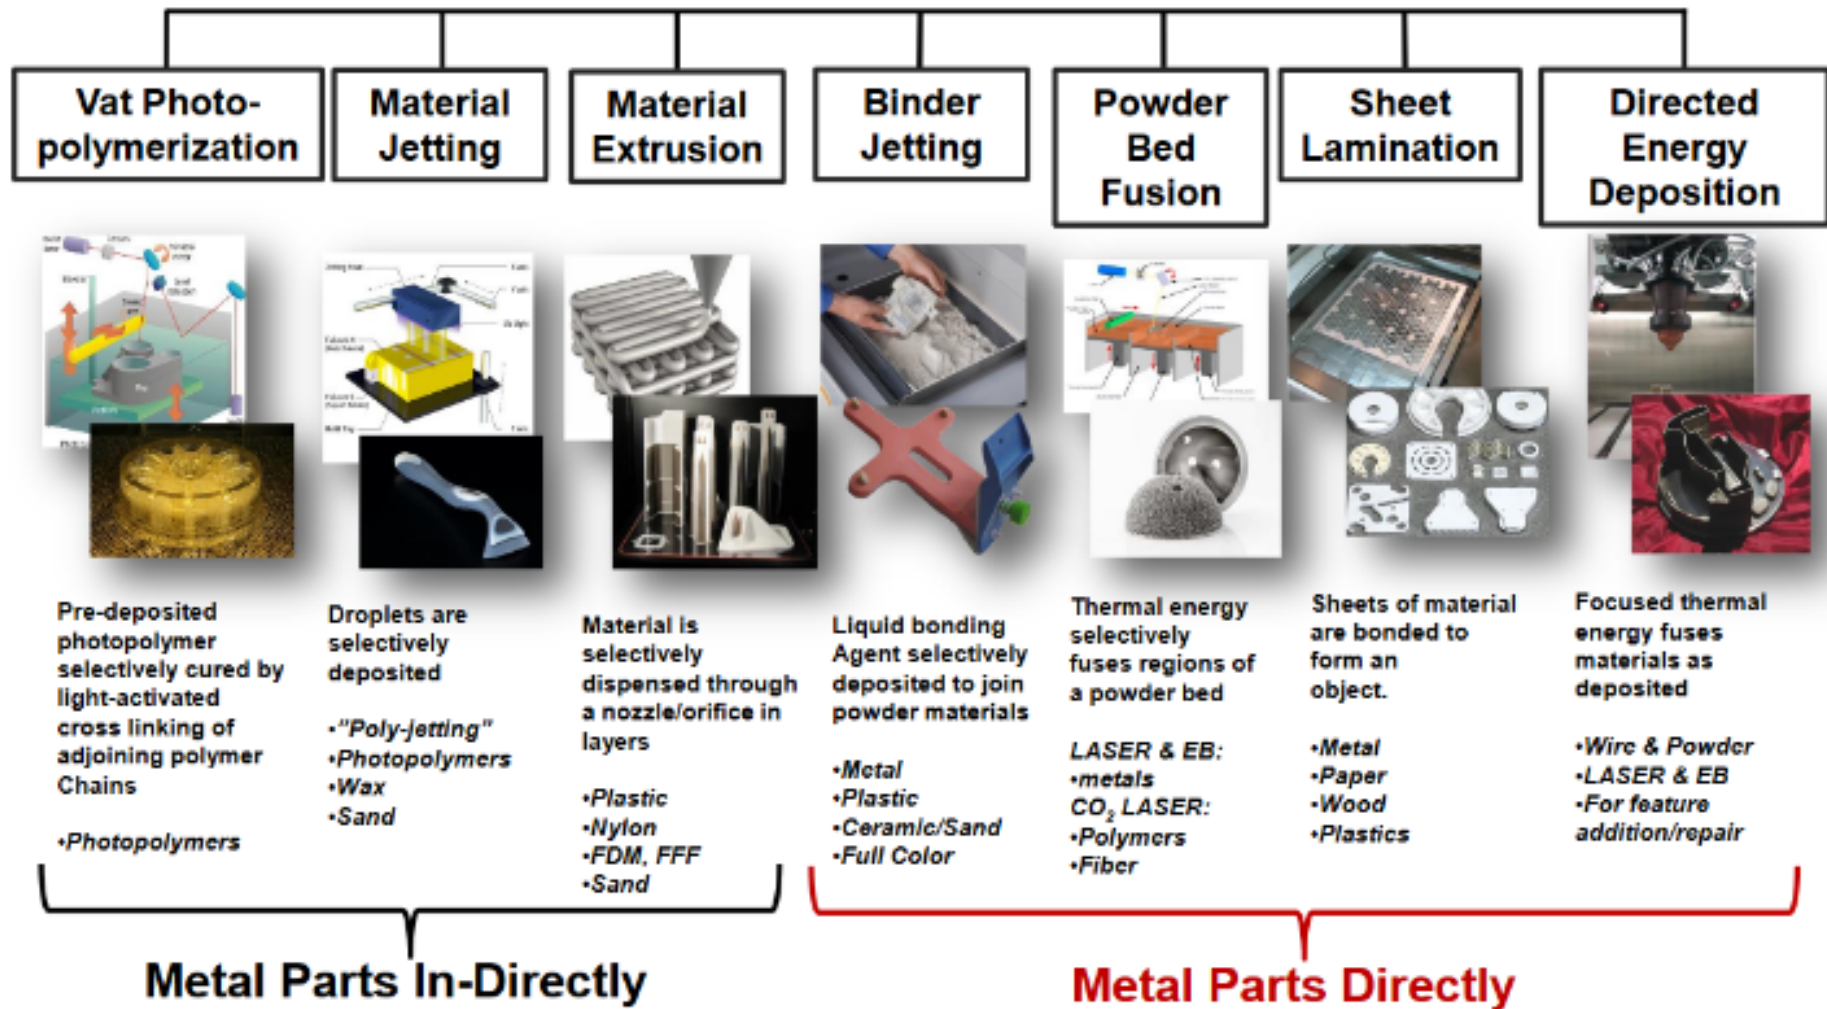 Vat Photo-
polymerization
Material
Jetting
Material
Extrusion
Binder
Jetting
Powder
Bed
Fusion
Sheet
Lamination
Directed
Energy
Deposition
Pre-deposited
photopolymer
selectively cured by
light-activated
cross linking of
adjoining polymer
Chains
•Photopolymers
Droplets are
selectively
deposited
•"Poly-jetting"
•Photopolymers
•Wax
•Sand
Material is
selectively
dispensed through
a nozzle/orifice in
layers
•Plastic
•Nylon
•FDM, FFF
•Sand
Liquid bonding
Agent selectively
deposited to join
powder materials
•Metal
•Plastic
•Ceramic/Sand
•Full Color
Thermal energy
selectively
fuses regions of
a powder bed
LASER & EB:
•metals
CO₂ LASER:
•Polymers
•Fiber
Sheets of material
are bonded to
form an
object.
•Metal
•Paper
•Wood
•Plastics
Focused thermal
energy fuses
materials as
deposited
•Wire & Powder
•LASER & EB
•For feature
addition/repair
Metal Parts In-Directly
Metal Parts Directly